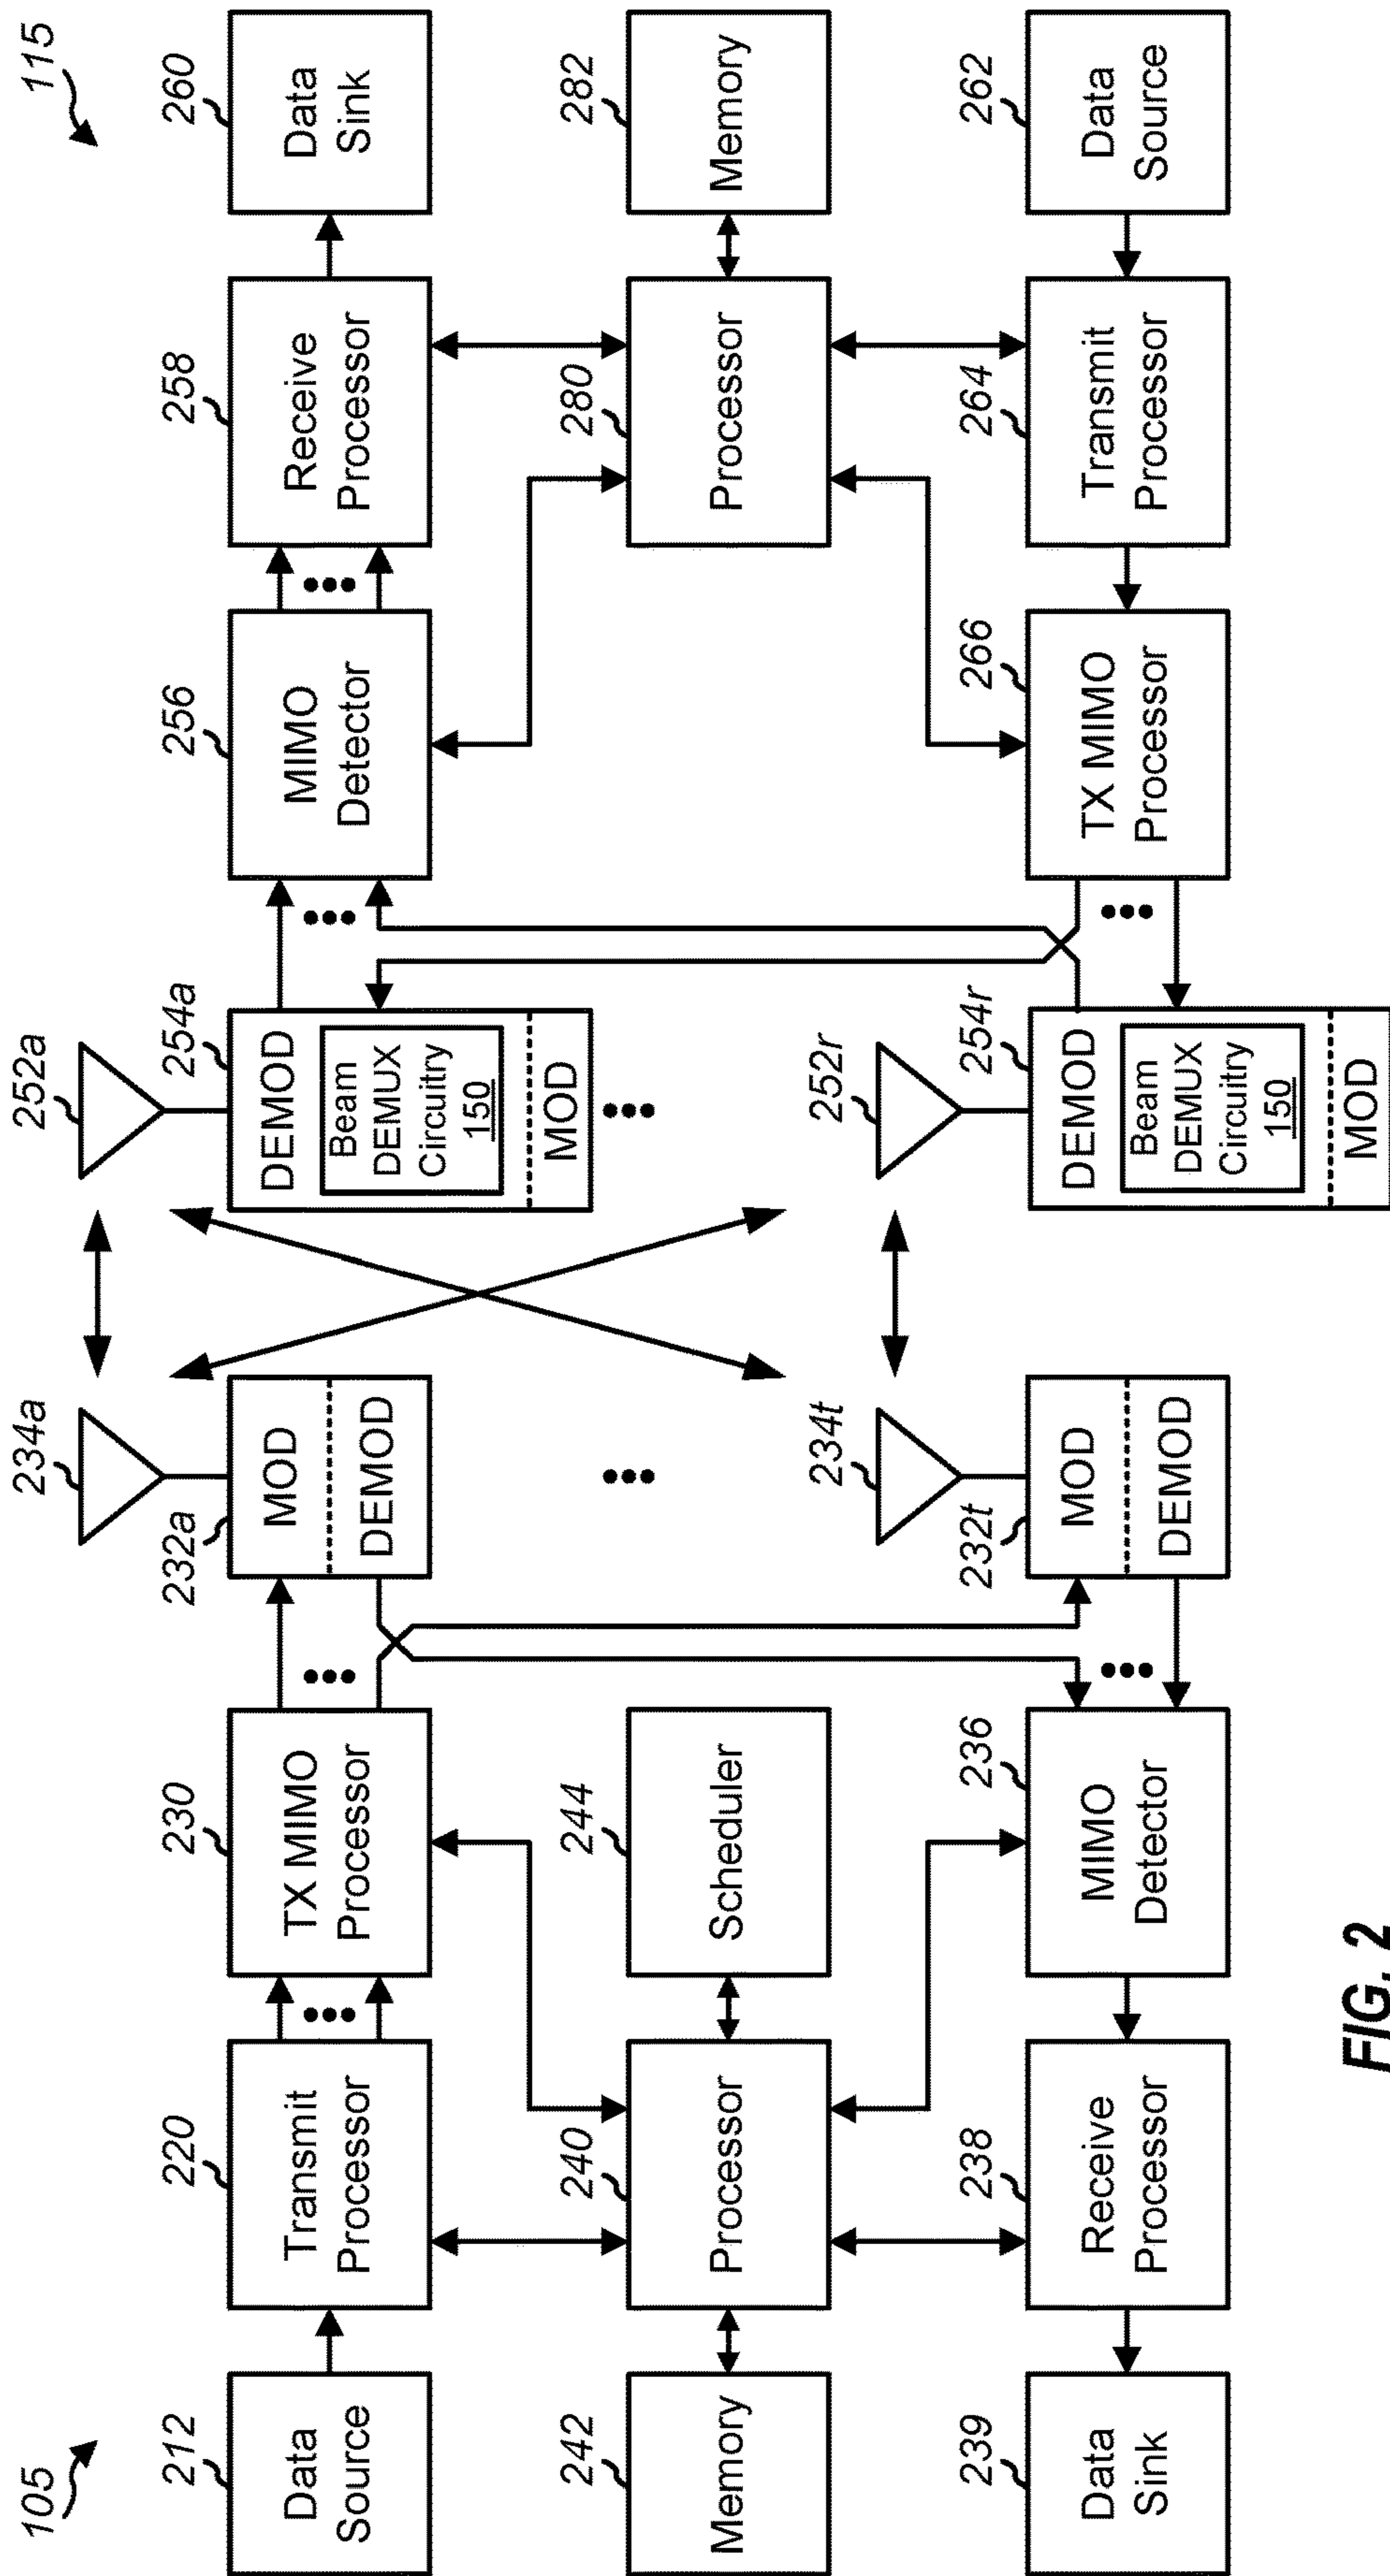 105
115
212
Data
Source
220
Transmit
Processor
230
TX MIMO
Processor
232a
MOD
DEMOD
234a
252a
254a
DEMOD
Beam
DEMUX
Circuitry
150
MOD
256
MIMO
Detector
258
Receive
Processor
260
Data
Sink
242
Memory
240
Processor
244
Scheduler
280
Processor
282
Memory
239
Data
Sink
238
Receive
Processor
236
MIMO
Detector
232t
MOD
DEMOD
234t
252r
254r
DEMOD
Beam
DEMUX
Circuitry
150
MOD
266
TX MIMO
Processor
264
Transmit
Processor
262
Data
Source
FIG. 2